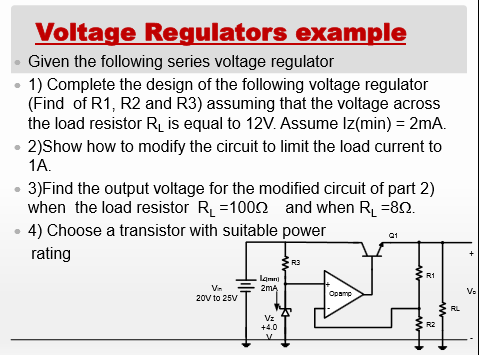 Voltage Regulators example
Given the following series voltage regulator
1) Complete the design of the following voltage regulator
(Find of R1, R2 and R3) assuming that the voltage across
the load resistor RL is equal to 12V. Assume Iz(min) = 2mA.
2)Show how to modify the circuit to limit the load current to
1A.
3)Find the output voltage for the modified circuit of part 2)
when the load resistor RL =100Ω and when RL =8Ω.
4) Choose a transistor with suitable power
rating
Q1
R3
+
Iz(min)
2mA
R1
Vin
20V to 25V
+
Opamp
-
RL
Vo
Vz
+4.0
V
R2
-